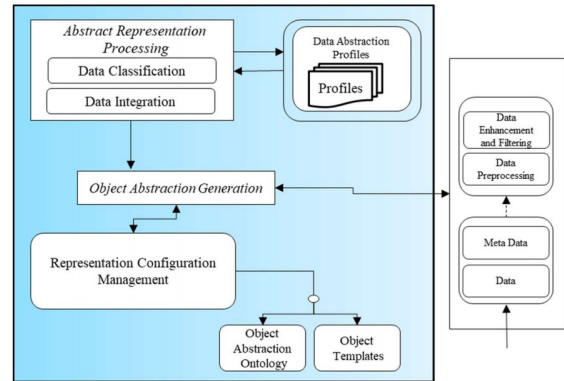 Abstract Representation
Processing
Data Classification
Data Integration
Data Abstraction
Profiles
Profiles
Object Abstraction Generation
Representation Configuration
Management
Object
Abstraction
Ontology
Object
Templates
Data
Enhancement
and Filtering
Data
Preprocessing
Meta Data
Data